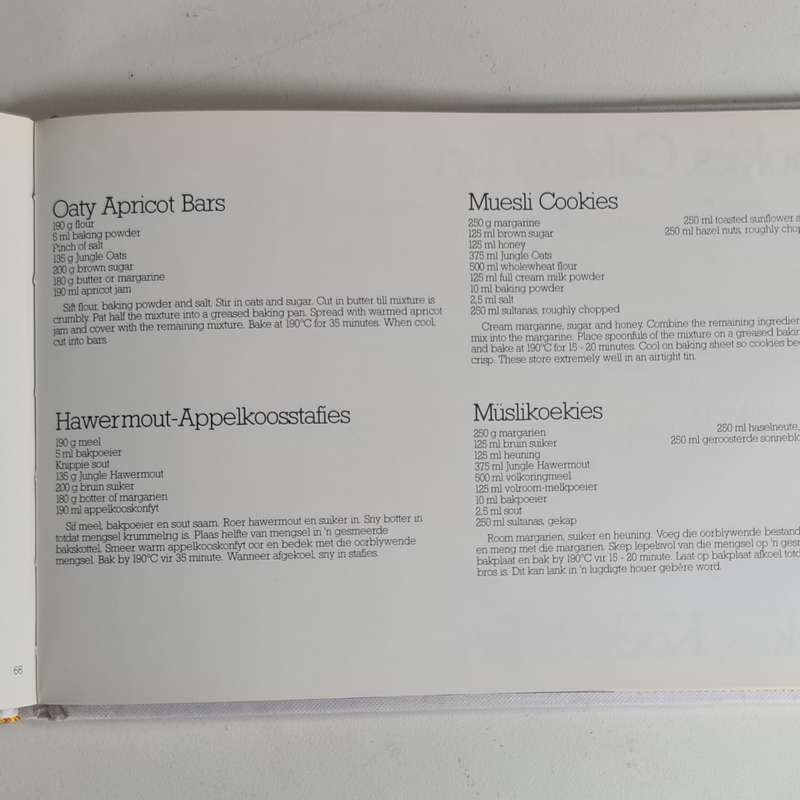 Oaty Apricot Bars
190 g flour
5 ml baking powder
Pinch of salt
135 g Jungle Oats
200 g brown sugar
180 g butter or margarine
190 ml apricot jam
Sift flour, baking powder and salt. Stir in oats and sugar. Cut in butter till mixture is
crumbly. Pat half the mixture into a greased baking pan. Spread with warmed apricot
jam and cover with the remaining mixture. Bake at 190°C for 35 minutes. When cool,
cut into bars.
Hawermout-Appelkoosstafies
190 g meel
5 ml bakpoeier
Knippie sout
135 g Jungle Hawermout
200 g bruin suiker
180 g botter of margarien
190 ml appelkooskonfyt
Sif meel, bakpoeier en sout saam. Roer hawermout en suiker in. Sny botter in
totdat mengsel krummelrig is. Plaas helfte van mengsel in 'n gesmeerde
bakskottel. Smeer warm appelkooskonfyt oor en bedek met die oorblywende
mengsel. Bak by 190°C vir 35 minute. Wanneer afgekoel, sny in stafies.
66
Muesli Cookies
250 g margarine
125 ml brown sugar
125 ml honey
375 ml Jungle Oats
500 ml wholewheat flour
125 ml full cream milk powder
10 ml baking powder
2,5 ml salt
250 ml sultanas, roughly chopped
250 ml toasted sunflower
250 ml hazel nuts, roughly
Cream margarine, sugar and honey. Combine the remaining
mix into the margarine. Place spoonfuls of the mixture on a greased
and bake at 190°C for 15 - 20 minutes. Cool on baking sheet so cookies
crisp. These store extremely well in an airtight tin.
Müslikoekies
250 g margarien
125 ml bruin suiker
125 ml heuning
375 ml Jungle Hawermout
500 ml volkoringmeel
125 ml volroom-melkpoeier
10 ml bakpoeier
2,5 ml sout
250 ml sultanas, gekap
250 ml haselneute,
250 ml geroosterde
Room margarien, suiker en heuning. Voeg die oorblywende
en meng met die margarien. Skep lepelsvol van die mengsel op 'n
bakplaat en bak by 190°C vir 15 - 20 minute. Laat op bakplaat afkoel
bros is. Dit kan lank in 'n lugdigte houer gebêre word.